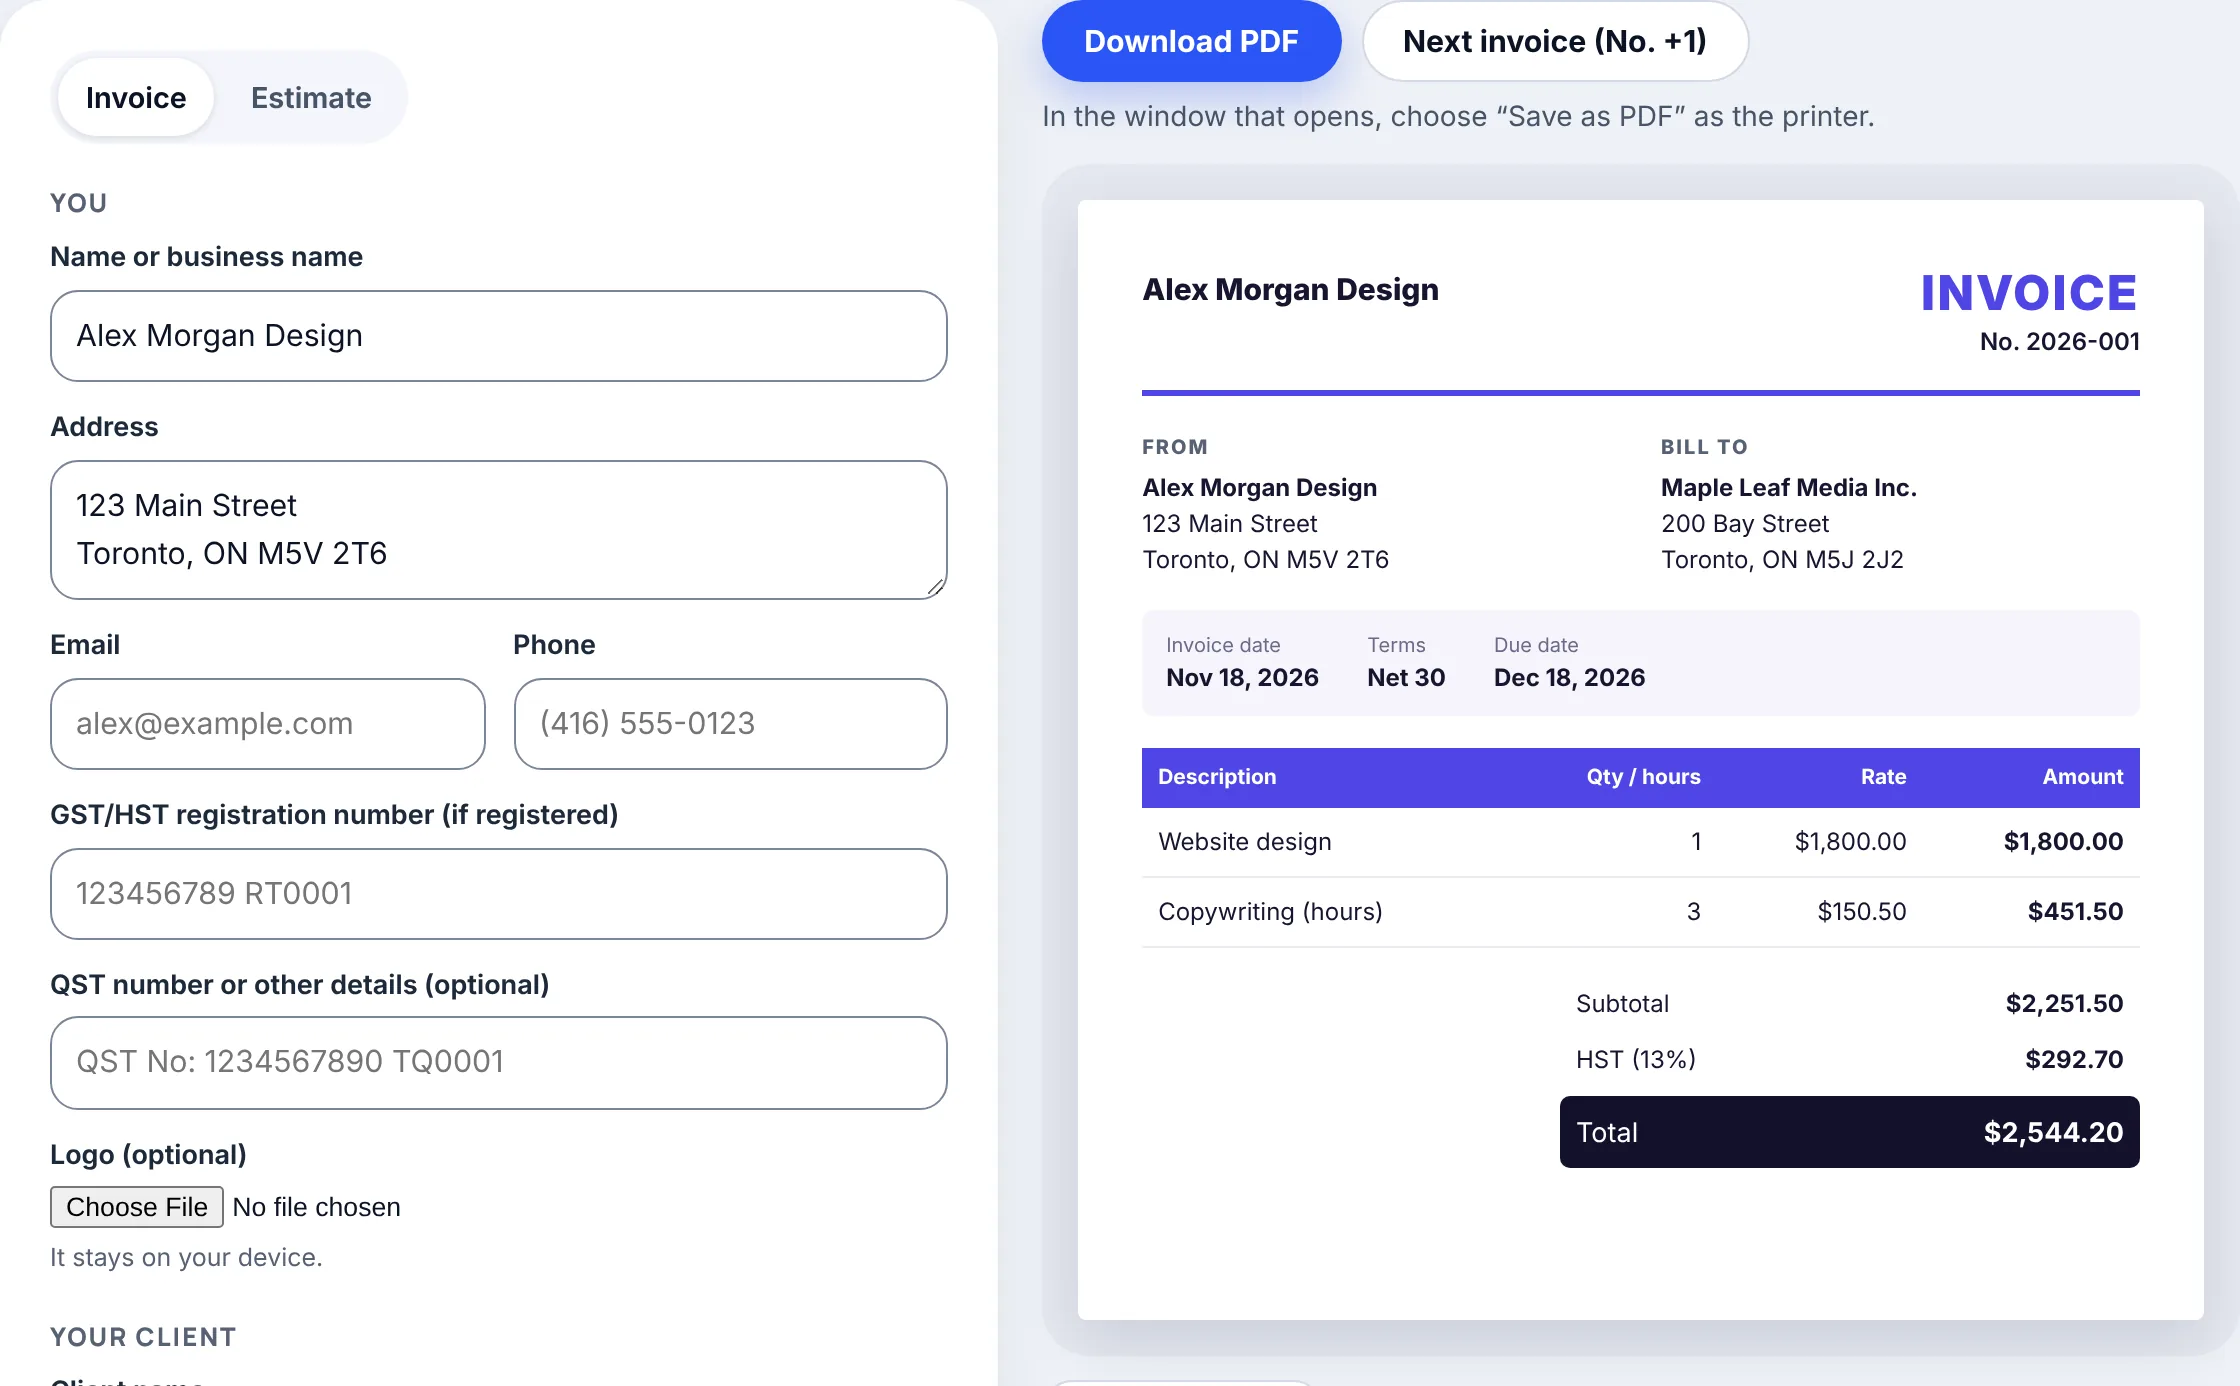 Invoice
Estimate
YOU
Name or business name
Alex Morgan Design
Address
123 Main Street
Toronto, ON M5V 2T6
Email
Phone
alex@example.com
(416) 555-0123
GST/HST registration number (if registered)
123456789 RT0001
QST number or other details (optional)
QST No: 1234567890 TQ0001
Logo (optional)
Choose File No file chosen
It stays on your device.
YOUR CLIENT
Download PDF
Next invoice (No. +1)
In the window that opens, choose “Save as PDF” as the printer.
Alex Morgan Design
INVOICE
No. 2026-001
FROM
Alex Morgan Design
123 Main Street
Toronto, ON M5V 2T6
BILL TO
Maple Leaf Media Inc.
200 Bay Street
Toronto, ON M5J 2J2
Invoice date
Nov 18, 2026
Terms
Net 30
Due date
Dec 18, 2026
Description Qty / hours Rate Amount
Website design 1 $1,800.00 $1,800.00
Copywriting (hours) 3 $150.50 $451.50
Subtotal $2,251.50
HST (13%) $292.70
Total $2,544.20